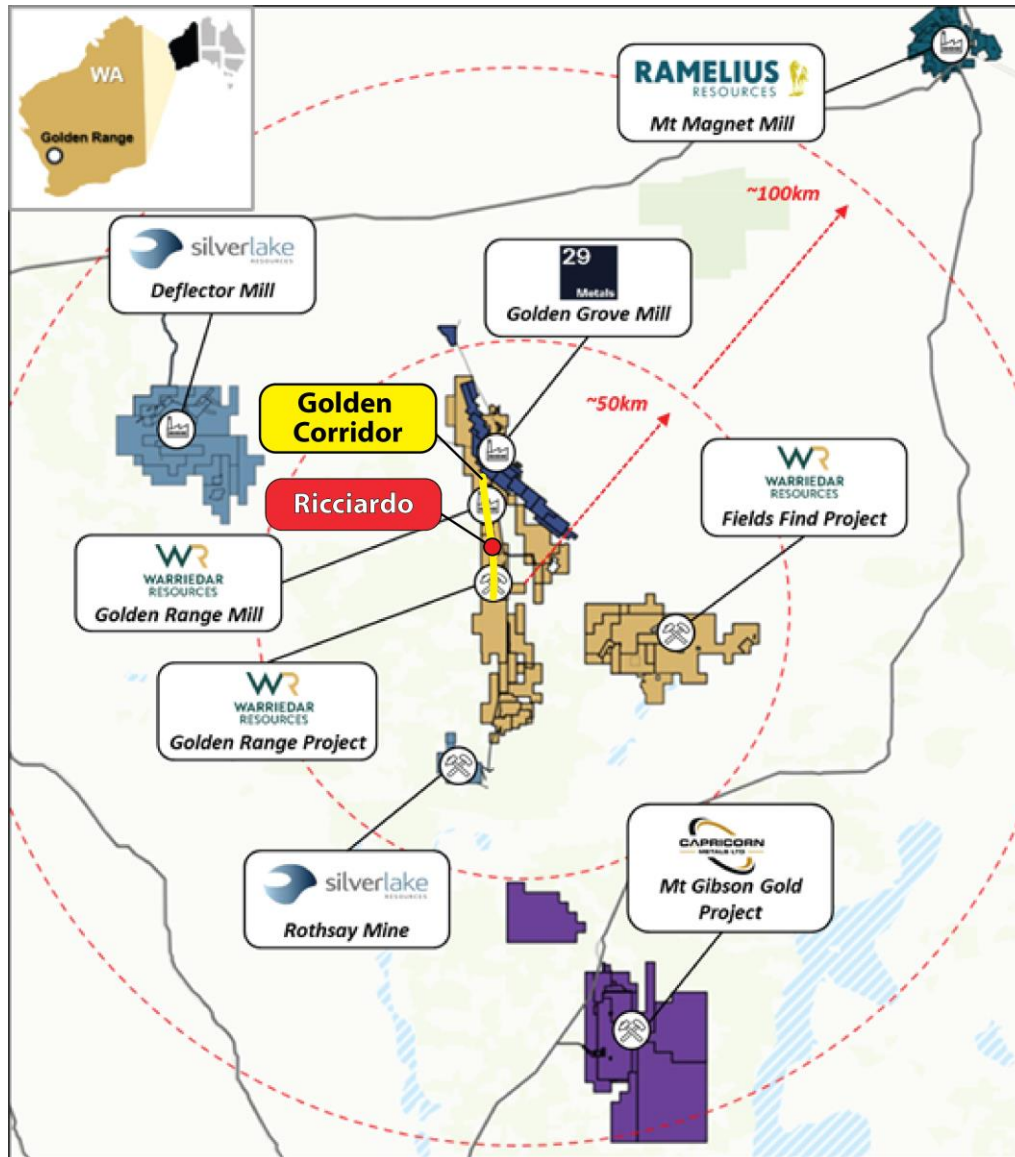 WA
Golden Range
RAMELIUS
RESOURCES
Mt Magnet Mill
~100km
silverlake
RESOURCES
Deflector Mill
29
Metals
Golden Grove Mill
~50km
Golden
Corridor
Ricciardo
WR
WARRIEDAR
RESOURCES
Fields Find Project
WR
WARRIEDAR
RESOURCES
Golden Range Mill
WR
WARRIEDAR
RESOURCES
Golden Range Project
CAPRICORN
METALS LTD
Mt Gibson Gold
Project
silverlake
RESOURCES
Rothsay Mine